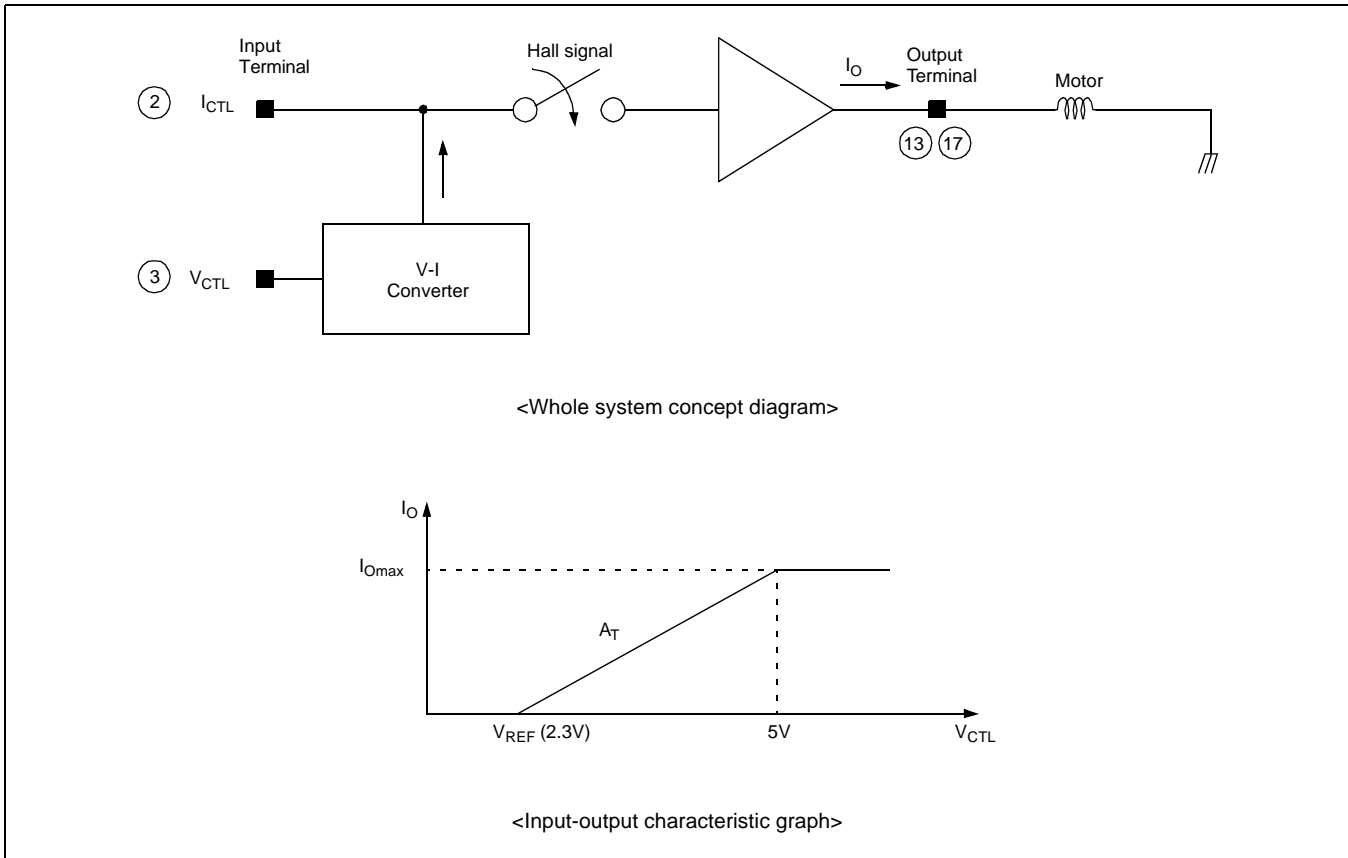 Input
Terminal
Hall signal
I_O
Output
Terminal
Motor
2 I_CTL
13 17
3 V_CTL
V-I
Converter
<Whole system concept diagram>
I_O
I_Omax
A_T
V_REF (2.3V)
5V
V_CTL
<Input-output characteristic graph>